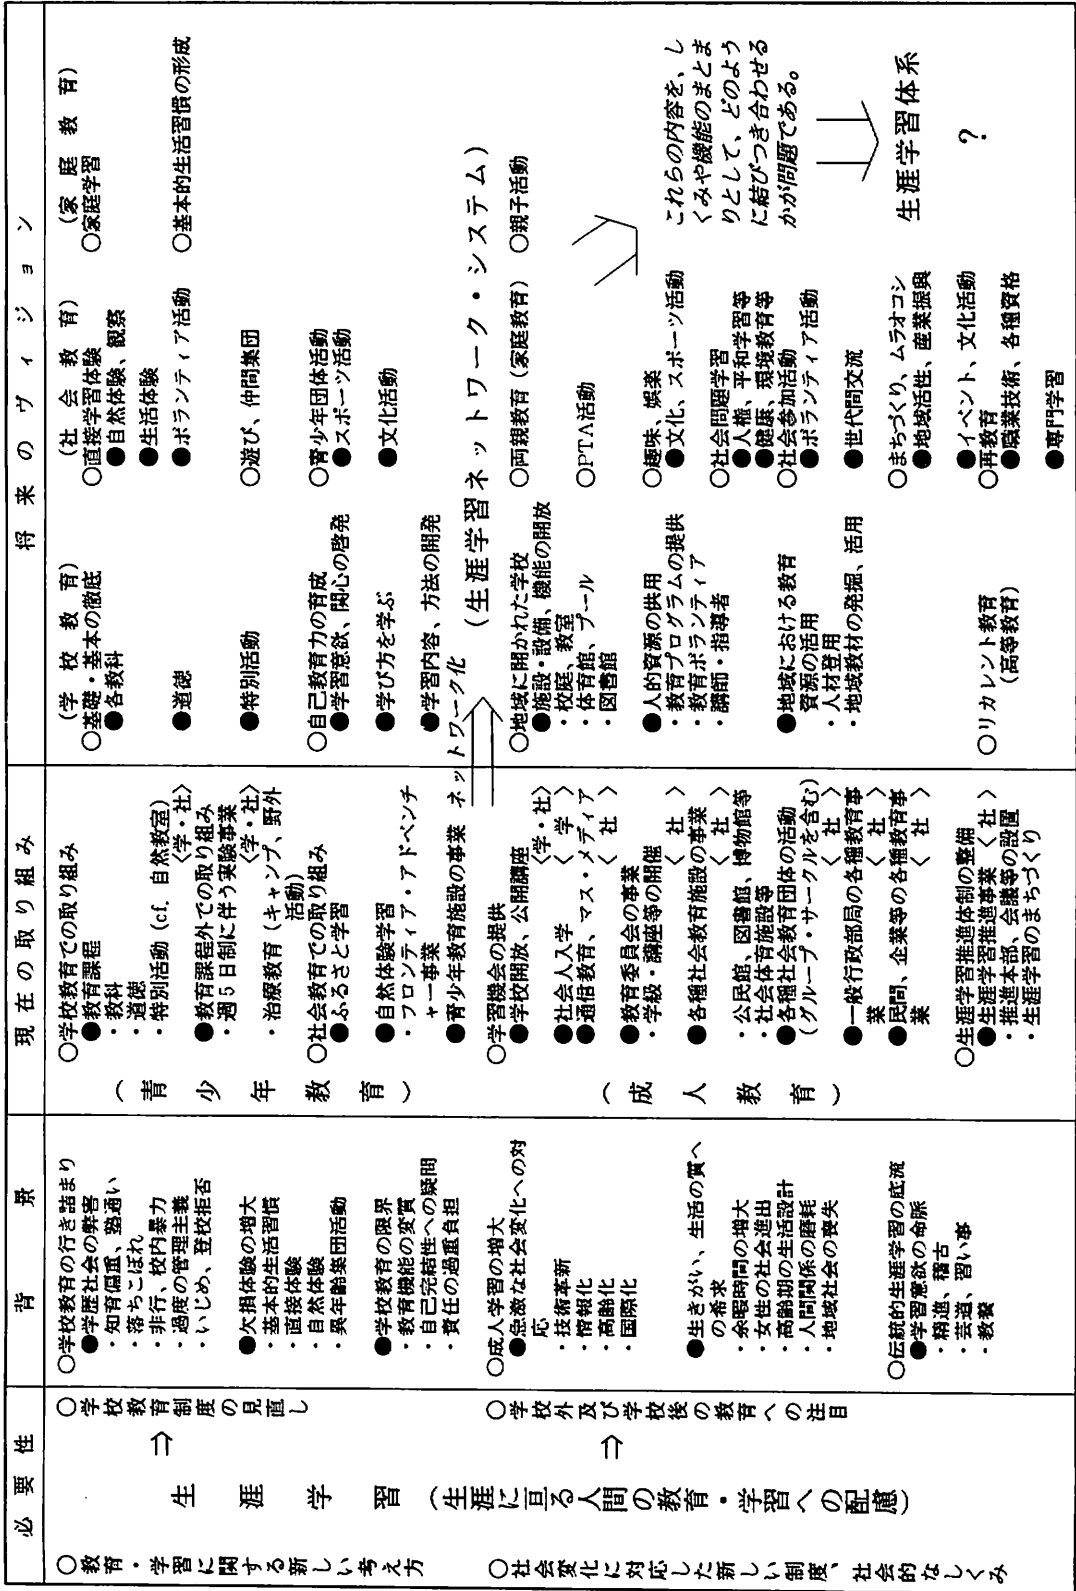 必要性
○教育・学習に関する新しい考え方
○社会変化に対応した新しい制度、社会的なしくみ
生涯学習(生涯に亘る人間の教育・学習への配慮)
⇒
⇒
○学校教育制度の見直し
○学校外及び学校後の教育への注目
背景
○学校教育の行き詰まり
●学歴社会の弊害
・知育偏重、塾通い
・落ちこぼれ
・非行、校内暴力
・過度の管理主義
・いじめ、登校拒否
●欠損体験の増大
・基本的生活習慣
・直接体験
・自然体験
・異年齢集団活動
●学校教育の限界
・教育機能の変質
・自己完結性への疑問
・責任の過重負担
○成人学習の増大
●急激な社会変化への対
応
・技術革新
・情報化
・高齢化
・国際化
●生きがい、生活の質へ
の希求
・余暇時間の増大
・女性の社会進出
・高齢期の生活設計
・人間関係の磨耗
・地域社会の喪失
○伝統的生涯学習の底流
●学習意欲の命脈
・精進、稽古
・芸道、習い事
・教養
現在の取り組み
(青少年教育)
○学校教育での取り組み
●教育課程
・教科
・道徳
・特別活動(cf. 自然教室)
〈学・社〉
●教育課程外での取り組み
・週5日制に伴う実験事業
〈学・社〉
・治療教育(キャンプ、野外
活動)
○社会教育での取り組み
●ふるさと学習
●自然体験学習
・フロンティア・アドベンチ
ャー事業
●青少年教育施設の事業
(成人教育)
○学習機会の提供
●学校開放、公開講座
〈学・社〉
●社会人入学 〈学〉
●通信教育、マス・メディア
〈社〉
●教育委員会の事業
・学級・講座等の開催
〈社〉
●各種社会教育施設の事業
〈社〉
・公民館、図書館、博物館等
・社会体育施設等
●各種社会教育団体の活動
(グループ・サークルを含む)
〈社〉
●一般行政部局の各種教育事
業 〈社〉
●民間、企業等の各種教育事
業 〈社〉
○生涯学習推進体制の整備
●生涯学習推進事業〈社〉
・推進本部、会議等の設置
・生涯学習のまちづくり
将来のヴィジョン
ネットワーク化
(生涯学習ネットワーク・システム)
(学校教育)
○基礎・基本の徹底
●各教科
●道徳
●特別活動
○自己教育力の育成
●学習意欲、関心の啓発
●学び方を学ぶ
●学習内容、方法の開発
○地域に開かれた学校
●施設・設備、機能の開放
・校庭、教室
・体育館、プール
・図書館
●人的資源の供用
・教育プログラムの提供
・教育ボランティア
・講師・指導者
●地域における教育
資源の活用
・人材登用
・地域教材の発掘、活用
○リカレント教育
(高等教育)
(社会教育)
○直接学習体験
●自然体験、観察
●生活体験
●ボランティア活動
○遊び、仲間集団
○青少年団体活動
●スポーツ活動
●文化活動
○両親教育(家庭教育)
○PTA活動
○趣味、娯楽
●文化、スポーツ活動
○社会問題学習
●人権、平和学習等
●健康、環境教育等
○社会参加活動
●ボランティア活動
●世代間交流
○まちづくり、ムラオコシ
●地域活性、産業振興
●イベント、文化活動
○再教育
●職業技術、各種資格
●専門学習
(家庭教育)
○家庭学習
○基本的生活習慣の形成
○親子活動
これらの内容を、し
くみや機能のまとま
りとして、どのよう
に結びつき合わせる
かが問題である。
生涯学習体系
?